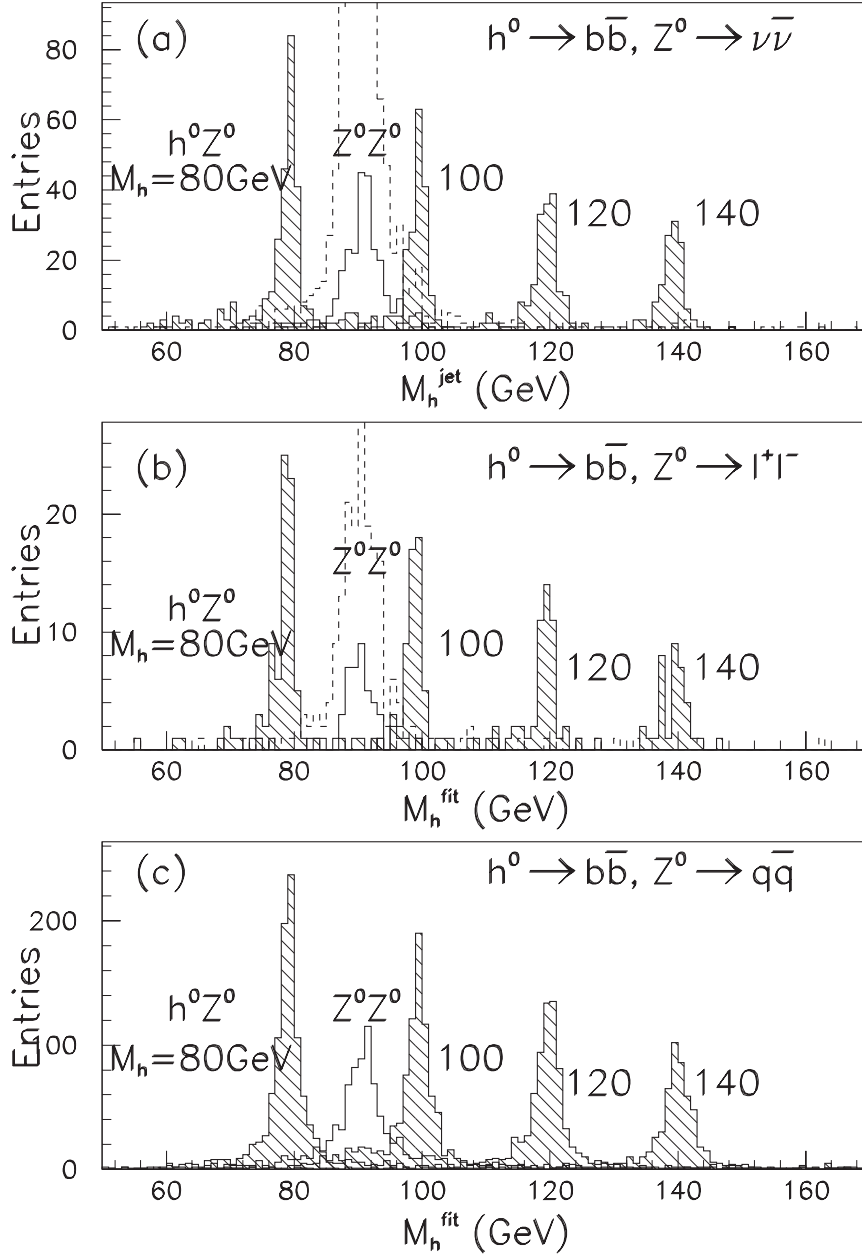 (a) h⁰ → bb̄, Z⁰ → νν̄
80
60
40
20
0
Entries
h⁰Z⁰
M_h=80GeV
Z⁰Z⁰
100
120
140
60 80 100 120 140 160
M_h^jet (GeV)
(b) h⁰ → bb̄, Z⁰ → l⁺l⁻
20
10
0
Entries
h⁰Z⁰
M_h=80GeV
Z⁰Z⁰
100
120
140
60 80 100 120 140 160
M_h^fit (GeV)
(c) h⁰ → bb̄, Z⁰ → qq̄
200
100
0
Entries
h⁰Z⁰
M_h=80GeV
Z⁰Z⁰
100
120
140
60 80 100 120 140 160
M_h^fit (GeV)